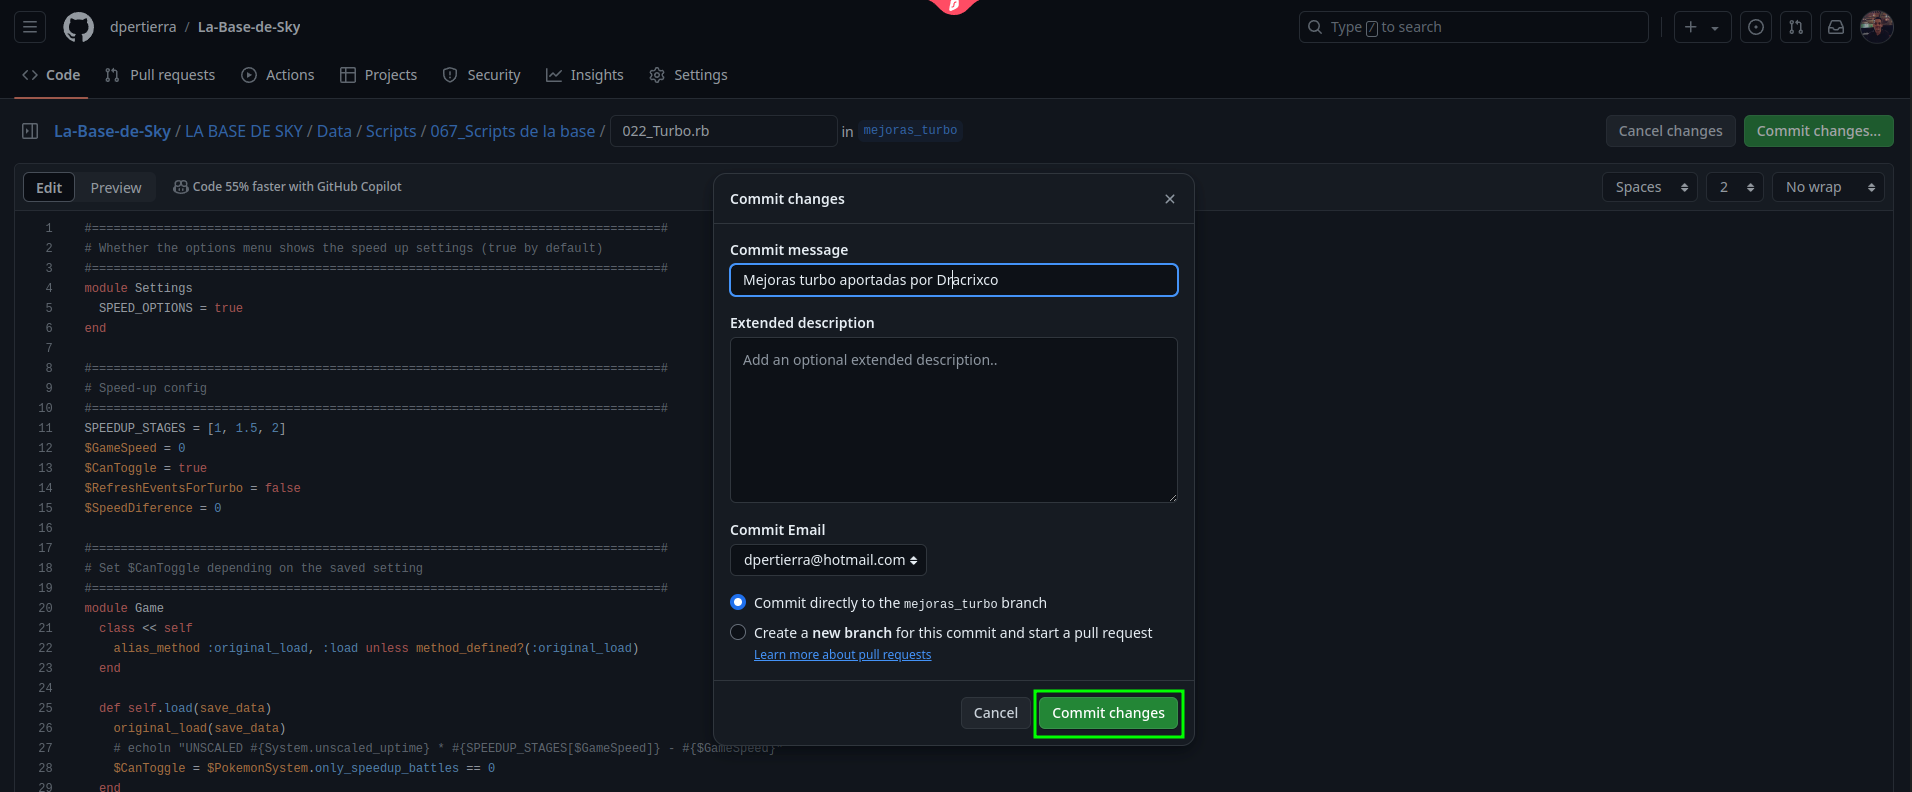 dpertierra / La-Base-de-Sky
Type / to search
Code Pull requests Actions Projects Security Insights Settings
La-Base-de-Sky / LA BASE DE SKY / Data / Scripts / 067_Scripts de la base / 022_Turbo.rb in mejoras_turbo
Cancel changes Commit changes...
Edit Preview Code 55% faster with GitHub Copilot
Spaces 2 No wrap
1 #===============================================================================#
2 # Whether the options menu shows the speed up settings (true by default)
3 #===============================================================================#
4 module Settings
5 SPEED_OPTIONS = true
6 end
7
8 #===============================================================================#
9 # Speed-up config
10 #===============================================================================#
11 SPEEDUP_STAGES = [1, 1.5, 2]
12 $GameSpeed = 0
13 $CanToggle = true
14 $RefreshEventsForTurbo = false
15 $SpeedDiference = 0
16
17 #===============================================================================#
18 # Set $CanToggle depending on the saved setting
19 #===============================================================================#
20 module Game
21 class << self
22 alias_method :original_load, :load unless method_defined?(:original_load)
23 end
24
25 def self.load(save_data)
26 original_load(save_data)
27 # echoln "UNSCALED #{System.unscaled_uptime} * #{SPEEDUP_STAGES[$GameSpeed]} - #{$GameSpeed}"
28 $CanToggle = $PokemonSystem.only_speedup_battles == 0
29 end
Commit changes
Commit message
Mejoras turbo aportadas por Dracrixco
Extended description
Add an optional extended description..
Commit Email
dpertierra@hotmail.com
Commit directly to the mejoras_turbo branch
Create a new branch for this commit and start a pull request
Learn more about pull requests
Cancel Commit changes